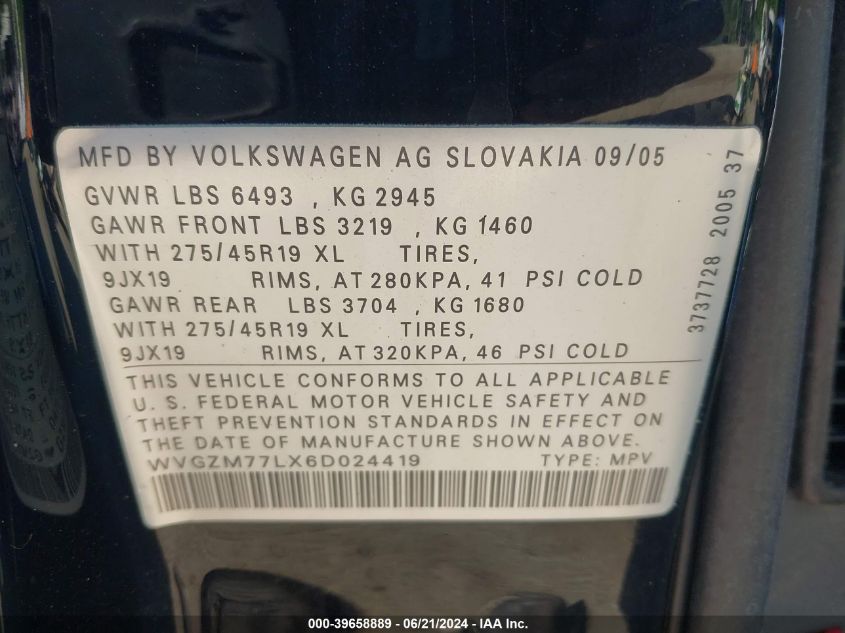 MFD BY VOLKSWAGEN AG SLOVAKIA 09/05
GVWR LBS 6493 , KG 2945
GAWR FRONT LBS 3219 , KG 1460
WITH 275/45R19 XL TIRES,
9JX19 RIMS, AT 280KPA, 41 PSI COLD
GAWR REAR LBS 3704 , KG 1680
WITH 275/45R19 XL TIRES,
9JX19 RIMS, AT 320KPA, 46 PSI COLD
THIS VEHICLE CONFORMS TO ALL APPLICABLE
U. S. FEDERAL MOTOR VEHICLE SAFETY AND
THEFT PREVENTION STANDARDS IN EFFECT ON
THE DATE OF MANUFACTURE SHOWN ABOVE.
WVGZM77LX6D024419 TYPE: MPV
3737728 2005 37
000-39658889 - 06/21/2024 - IAA Inc.